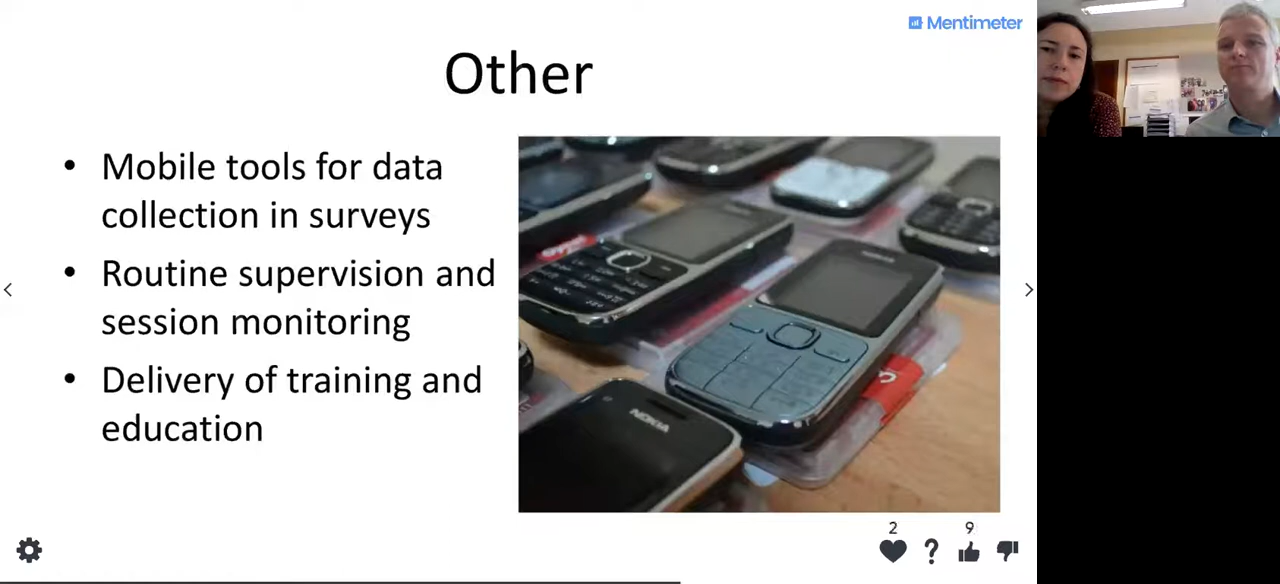 Mentimeter
Other
• Mobile tools for data
collection in surveys
• Routine supervision and
session monitoring
• Delivery of training and
education
NOKIA
2
9